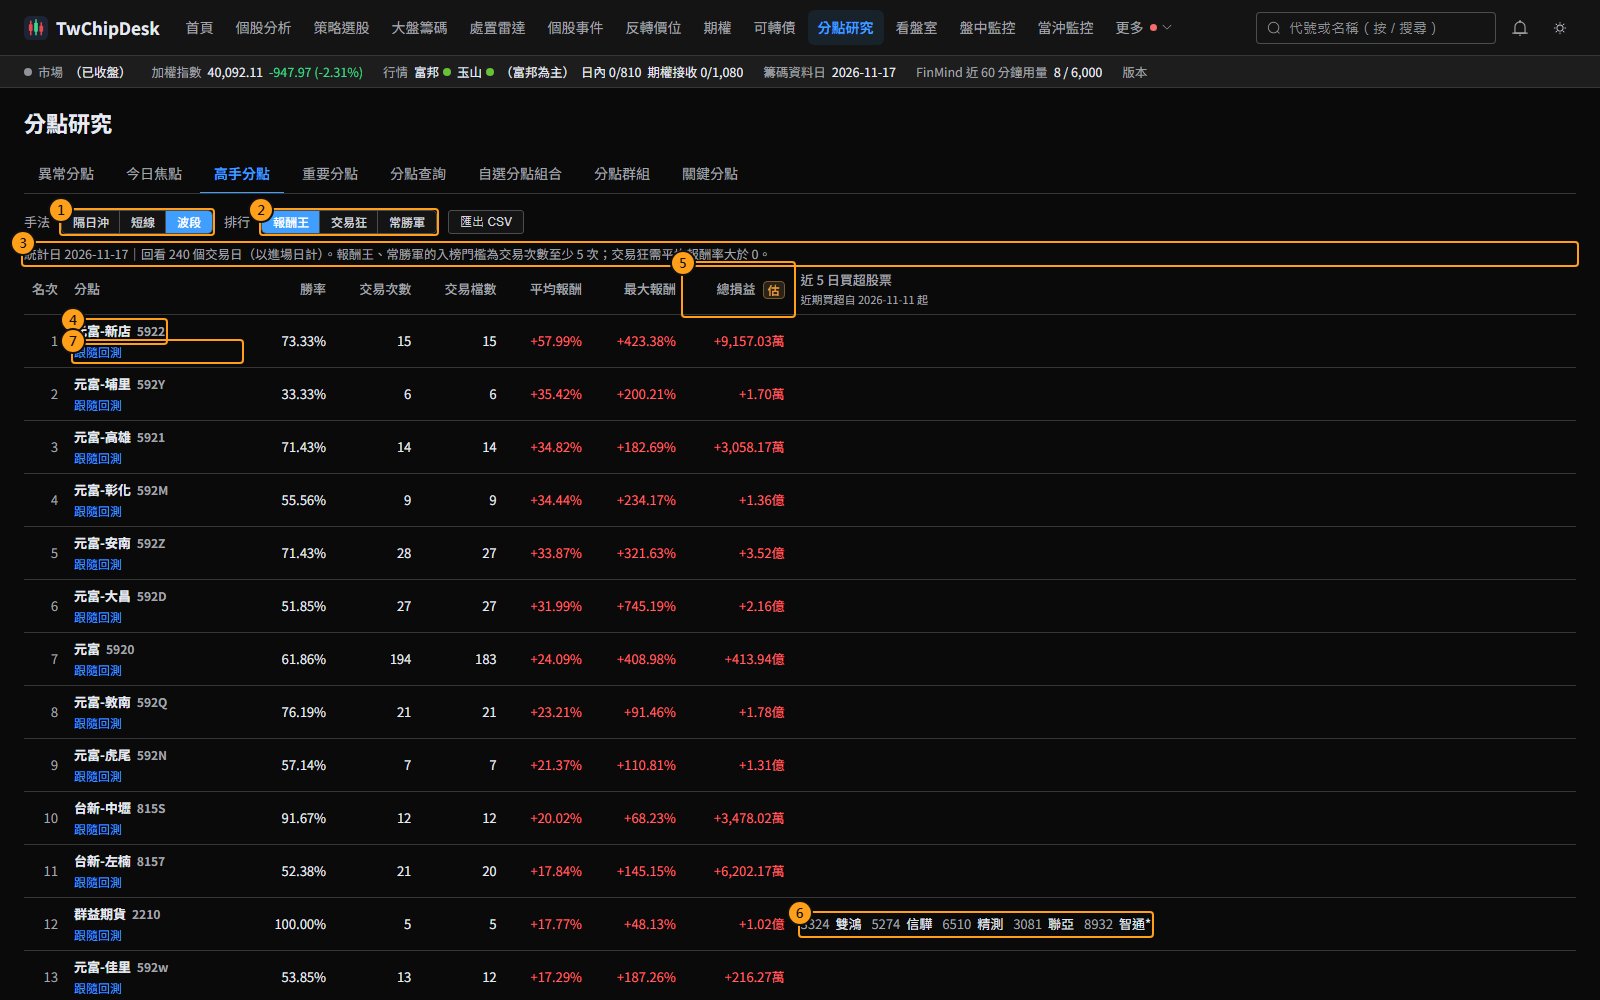 TwChipDesk 首頁 個股分析 策略選股 大盤籌碼 處置雷達 個股事件 反轉價位 期權 可轉債 分點研究 看盤室 盤中監控 當沖監控 更多 代號或名稱（按 / 搜尋）
市場 （已收盤） 加權指數 40,092.11 -947.97 (-2.31%) 行情 富邦 玉山 （富邦為主） 日內 0/810 期權接收 0/1,080 籌碼資料日 2026-11-17 FinMind 近 60 分鐘用量 8 / 6,000 版本
分點研究
異常分點 今日焦點 高手分點 重要分點 分點查詢 自選分點組合 分點群組 關鍵分點
手法 1 隔日沖 短線 波段 排行 2 報酬王 交易狂 常勝軍 匯出 CSV
3
統計日 2026-11-17｜回看 240 個交易日（以進場日計）。報酬王、常勝軍的入榜門檻為交易次數至少 5 次；交易狂需平均報酬率大於 0。
5
名次 分點 勝率 交易次數 交易檔數 平均報酬 最大報酬 總損益 估 近 5 日買超股票
近期買超自 2026-11-11 起
4
1 元富-新店 5922 73.33% 15 15 +57.99% +423.38% +9,157.03萬
7 跟隨回測
2 元富-埔里 592Y 33.33% 6 6 +35.42% +200.21% +1.70萬
跟隨回測
3 元富-高雄 5921 71.43% 14 14 +34.82% +182.69% +3,058.17萬
跟隨回測
4 元富-彰化 592M 55.56% 9 9 +34.44% +234.17% +1.36億
跟隨回測
5 元富-安南 592Z 71.43% 28 27 +33.87% +321.63% +3.52億
跟隨回測
6 元富-大昌 592D 51.85% 27 27 +31.99% +745.19% +2.16億
跟隨回測
7 元富 5920 61.86% 194 183 +24.09% +408.98% +413.94億
跟隨回測
8 元富-敦南 592Q 76.19% 21 21 +23.21% +91.46% +1.78億
跟隨回測
9 元富-虎尾 592N 57.14% 7 7 +21.37% +110.81% +1.31億
跟隨回測
10 台新-中壢 815S 91.67% 12 12 +20.02% +68.23% +3,478.02萬
跟隨回測
11 台新-左楠 8157 52.38% 21 20 +17.84% +145.15% +6,202.17萬
跟隨回測
6
12 群益期貨 2210 100.00% 5 5 +17.77% +48.13% +1.02億 3324 雙鴻 5274 信驊 6510 精測 3081 聯亞 8932 智通*
跟隨回測
13 元富-佳里 592w 53.85% 13 12 +17.29% +187.26% +216.27萬
跟隨回測